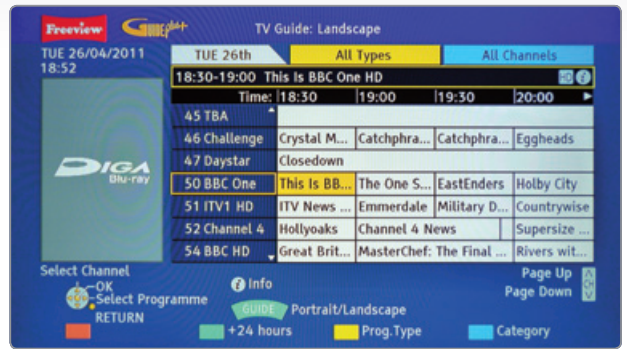 Freeview GUIDE Plus+ TV Guide: Landscape
TUE 26/04/2011
18:52
TUE 26th All Types All Channels
18:30-19:00 This Is BBC One HD HD i
Time: 18:30 19:00 19:30 20:00
45 TBA
46 Challenge Crystal M... Catchphra... Catchphra... Eggheads
47 Daystar Closedown
50 BBC One This Is BB... The One S... EastEnders Holby City
51 ITV1 HD ITV News ... Emmerdale Military D... Countrywise
52 Channel 4 Hollyoaks Channel 4 News Supersize ...
54 BBC HD Great Brit... MasterChef: The Final ... Rivers wit...
DIGA
Blu-ray
Select Channel
OK
Select Programme
RETURN
i Info
GUIDE Portrait/Landscape
Page Up
CH
Page Down
+24 hours Prog.Type Category